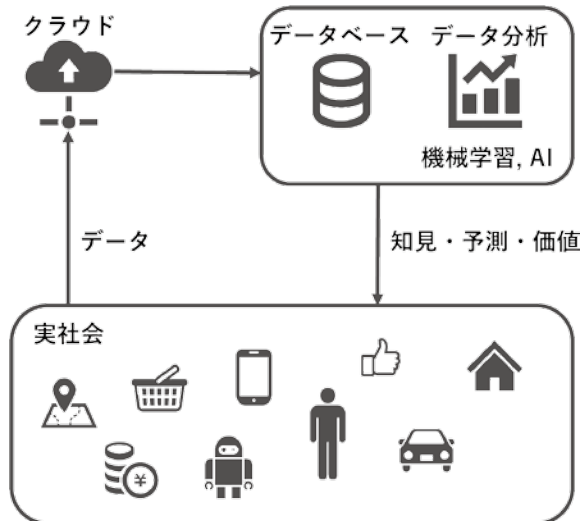 クラウド
データベース
データ分析
機械学習, AI
データ
知見・予測・価値
実社会
¥